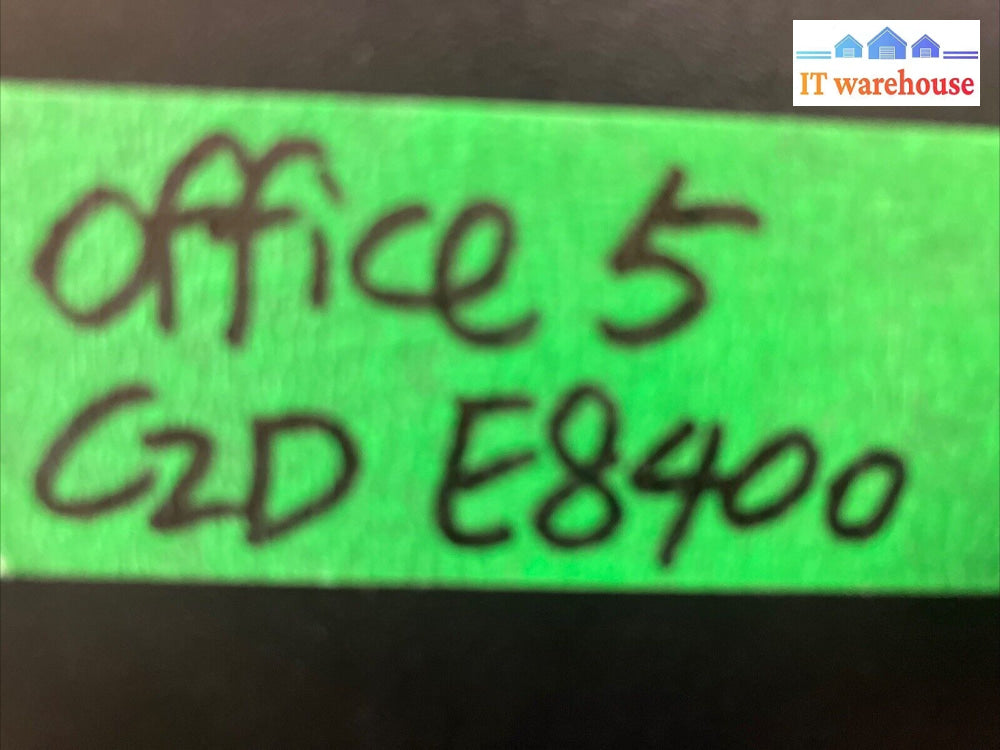 IT warehouse
Office 5
C2D E8400